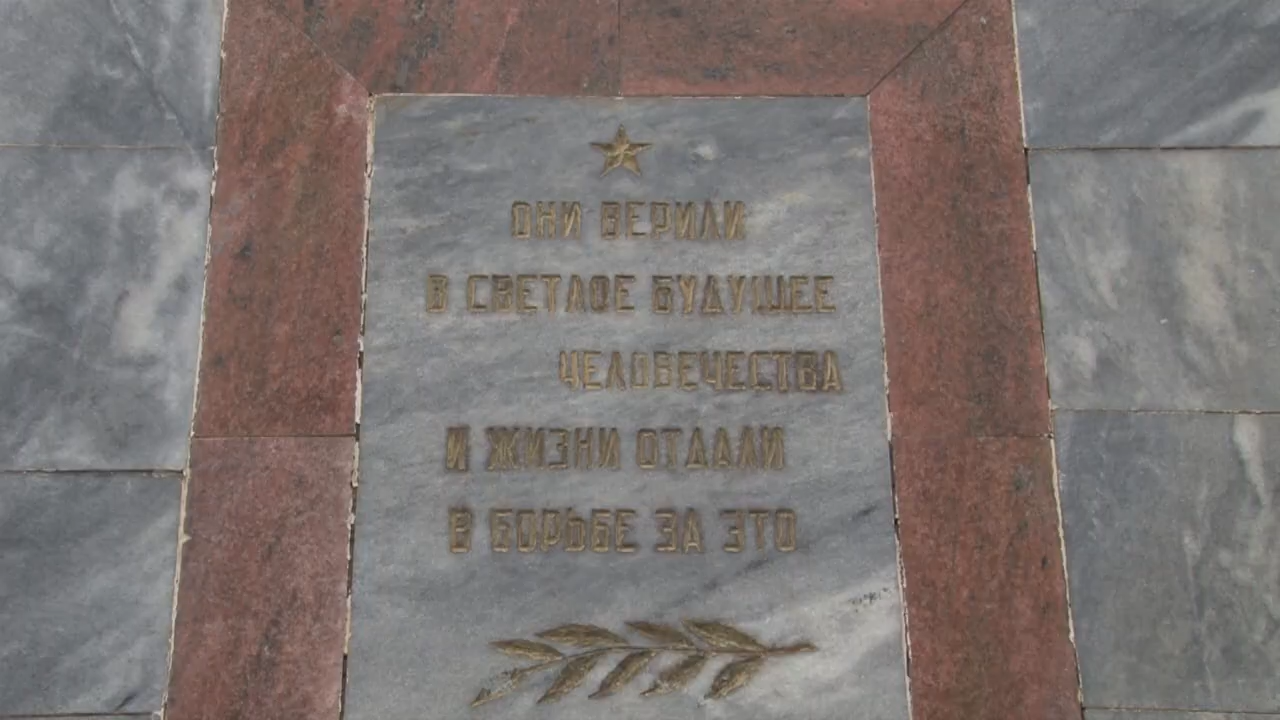 ОНИ ВЕРИЛИ
В СВЕТЛОЕ БУДУЩЕЕ
ЧЕЛОВЕЧЕСТВА
И ЖИЗНИ ОТДАЛИ
В БОРЬБЕ ЗА ЭТО